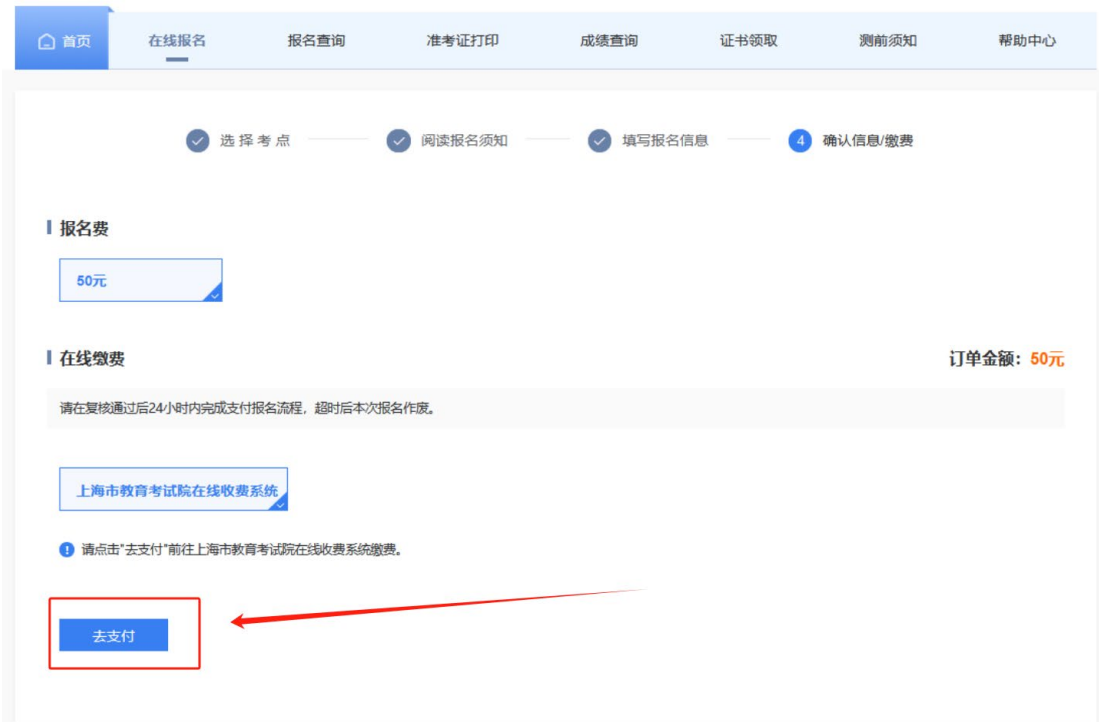 首页 在线报名 报名查询 准考证打印 成绩查询 证书领取 测前须知 帮助中心
选择考点 阅读报名须知 填写报名信息 4 确认信息/缴费
报名费
50元
在线缴费 订单金额：50元
请在复核通过后24小时内完成支付报名流程，超时后本次报名作废。
上海市教育考试院在线收费系统
请点击"去支付"前往上海市教育考试院在线收费系统缴费。
去支付